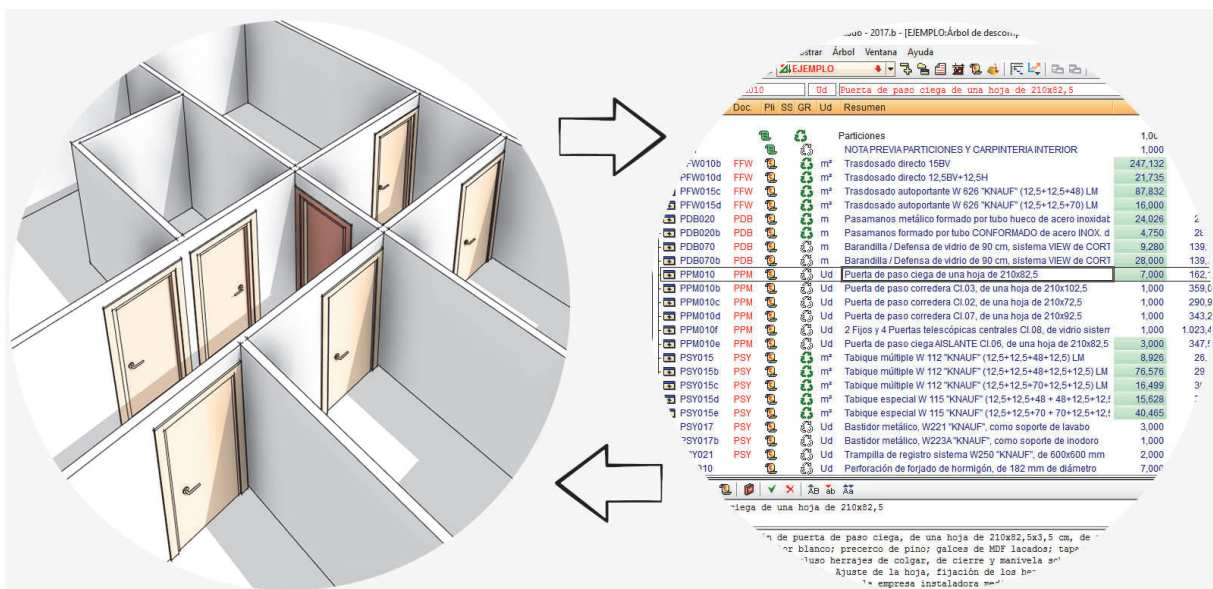 - 2017.b - [EJEMPLO:Árbol de descom
Árbol Ventana Ayuda
EJEMPLO
Ud Puerta de paso ciega de una hoja de 210x82,5
Doc. Pli SS GR Ud Resumen
Particiones
NOTA PREVIA PARTICIONES Y CARPINTERIA INTERIOR 1,000
FFW m² Trasdosado directo 15BV 247,132
PFW010d FFW m² Trasdosado directo 12,5BV+12,5H 21,735
PFW015c FFW m² Trasdosado autoportante W 626 "KNAUF" (12,5+12,5+48) LM 87,832
PFW015d FFW m² Trasdosado autoportante W 626 "KNAUF" (12,5+12,5+70) LM 16,000
PDB020 PDB m Pasamanos metálico formado por tubo hueco de acero inoxidat 24,026
PDB020b PDB m Pasamanos formado por tubo CONFORMADO de acero INOX. d 4,750
PDB070 PDB m Barandilla / Defensa de vidrio de 90 cm, sistema VIEW de CORT 9,280 139,
PDB070b PDB m Barandilla / Defensa de vidrio de 90 cm, sistema VIEW de CORT 28,000 139,
PPM010 PPM Ud Puerta de paso ciega de una hoja de 210x82,5 7,000 162,
PPM010b PPM Ud Puerta de paso corredera CI.03, de una hoja de 210x102,5 1,000 359,0
PPM010c PPM Ud Puerta de paso corredera CI.02, de una hoja de 210x72,5 1,000 290,9
PPM010d PPM Ud Puerta de paso corredera CI.07, de una hoja de 210x92,5 1,000 343,2
PPM010f PPM Ud 2 Fijos y 4 Puertas telescópicas centrales CI.08, de vidrio sistem 1,000 1.023,4
PPM010e PPM Ud Puerta de paso ciega AISLANTE CI.06, de una hoja de 210x82,5 3,000 347,
PSY015 PSY m² Tabique múltiple W 112 "KNAUF" (12,5+12,5+48+12,5) LM 8,926 26,
PSY015b PSY m² Tabique múltiple W 112 "KNAUF" (12,5+12,5+48+12,5+12,5) LM 76,576 29
PSY015c PSY m² Tabique múltiple W 112 "KNAUF" (12,5+12,5+70+12,5+12,5) LM 16,499
PSY015d PSY m² Tabique especial W 115 "KNAUF" (12,5+12,5+48 + 48+12,5+12, 15,628
PSY015e PSY m² Tabique especial W 115 "KNAUF" (12,5+12,5+70 + 70+12,5+12, 40,465
PSY017 PSY Ud Bastidor metálico, W221 "KNAUF", como soporte de lavabo 3,000
PSY017b PSY Ud Bastidor metálico, W223A "KNAUF", como soporte de inodoro 1,000
PSY Ud Trampilla de registro sistema W250 "KNAUF", de 600x600 mm 2,000
Ud Perforación de forjado de hormigón, de 182 mm de diámetro 7,000
ÂB ãb Äa
ciega de una hoja de 210x82,5
de puerta de paso ciega, de una hoja de 210x82,5x3,5 cm, de
blanco; precerco de pino; galces de MDF lacados;
herrajes de colgar, de cierre y manivela
Ajuste de la hoja, fijación de los
empresa instaladora